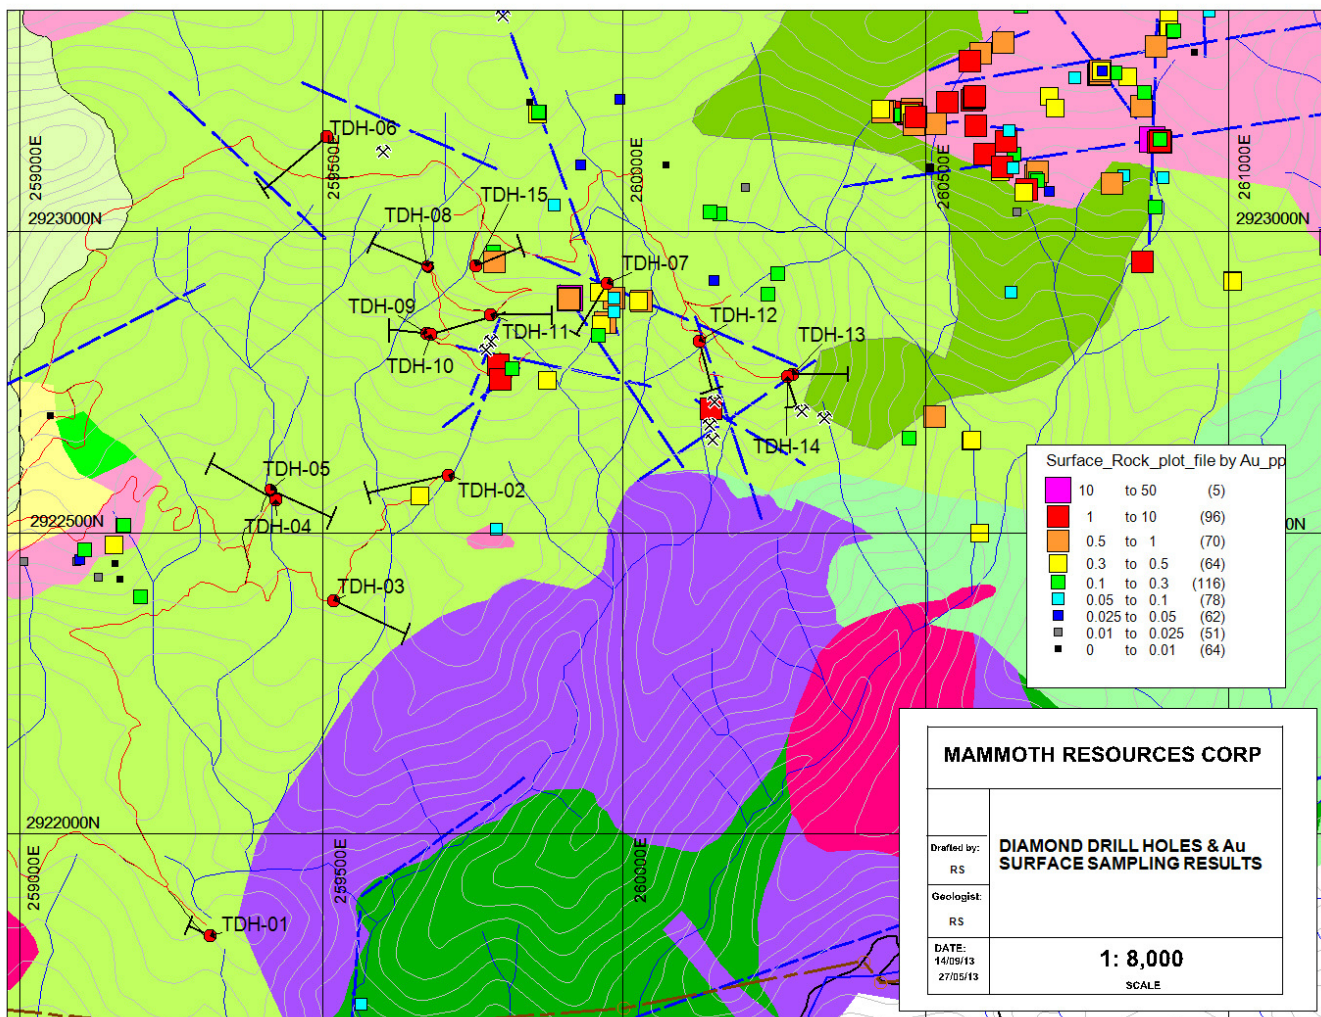 TDH-06
259000E
259500E
260000E
260500E
261000E
TDH-08
TDH-15
2923000N
2923000N
TDH-07
TDH-09
TDH-11
TDH-12
TDH-10
TDH-13
TDH-14
TDH-05
TDH-02
TDH-04
2922500N
0N
TDH-03
Surface_Rock_plot_file by Au_pp
10 to 50 (5)
1 to 10 (96)
0.5 to 1 (70)
0.3 to 0.5 (64)
0.1 to 0.3 (116)
0.05 to 0.1 (78)
0.025 to 0.05 (62)
0.01 to 0.025 (51)
0 to 0.01 (64)
2922000N
259000E
259500E
260000E
TDH-01
MAMMOTH RESOURCES CORP
Drafted by:
RS
DIAMOND DRILL HOLES & Au
SURFACE SAMPLING RESULTS
Geologist:
RS
DATE:
14/09/13
27/05/13
1: 8,000
SCALE